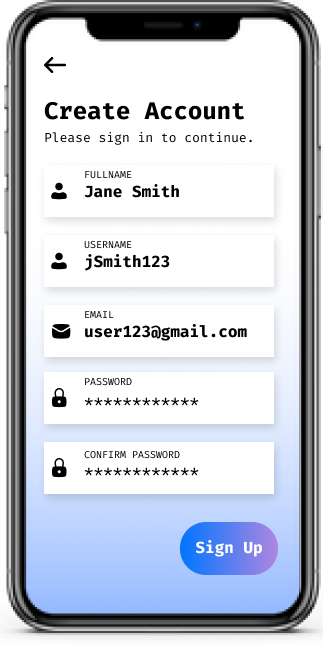 Create Account
Please sign in to continue.
FULLNAME
Jane Smith
USERNAME
jSmith123
EMAIL
user123@gmail.com
PASSWORD
************
CONFIRM PASSWORD
************
Sign Up